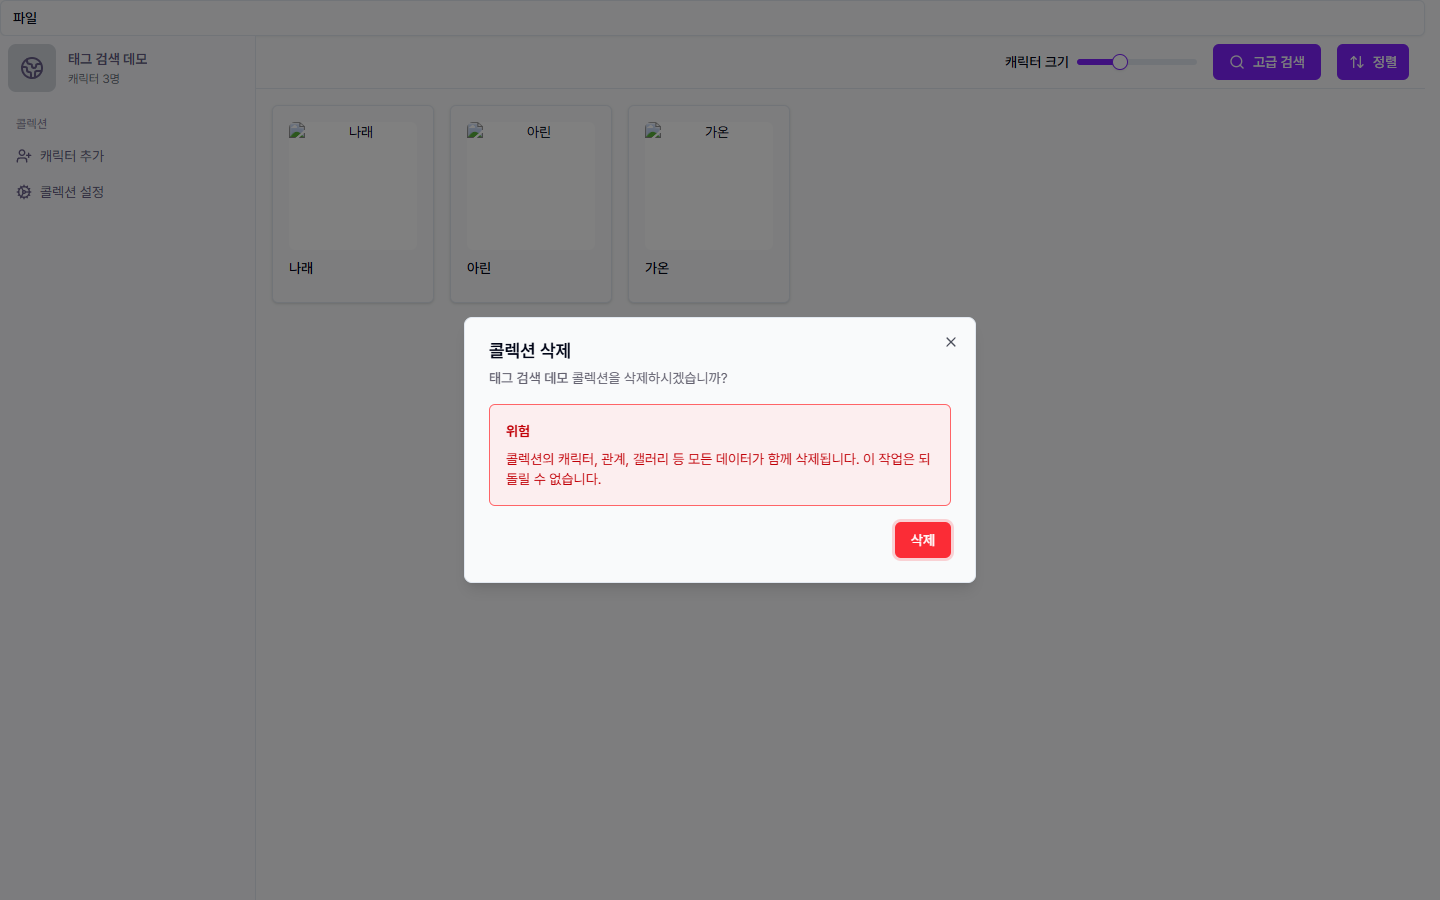 파일
태그 검색 데모
캐릭터 3명
콜렉션
캐릭터 추가
콜렉션 설정
캐릭터 크기
고급 검색
정렬
나래
아린
가온
나래
아린
가온
콜렉션 삭제
태그 검색 데모 콜렉션을 삭제하시겠습니까?
위험
콜렉션의 캐릭터, 관계, 갤러리 등 모든 데이터가 함께 삭제됩니다. 이 작업은 되
돌릴 수 없습니다.
삭제